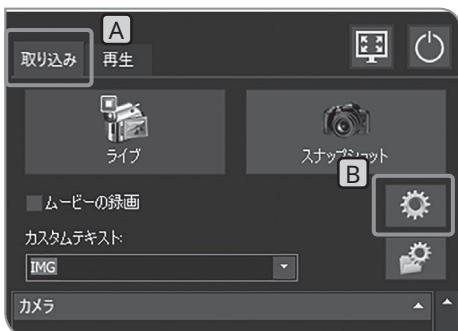 A
取り込み 再生
ライブ スナップショット
B
ムービーの録画
カスタムテキスト:
IMG
カメラ